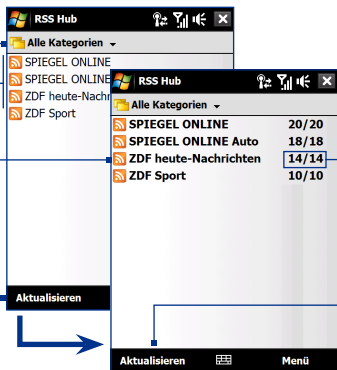 RSS Hub
Alle Kategorien
SPIEGEL ONLINE
SPIEGEL ONLINE
ZDF heute-Nachr
ZDF Sport
Aktualisieren
RSS Hub
Alle Kategorien
SPIEGEL ONLINE 20/20
SPIEGEL ONLINE Auto 18/18
ZDF heute-Nachrichten 14/14
ZDF Sport 10/10
Aktualisieren Menü